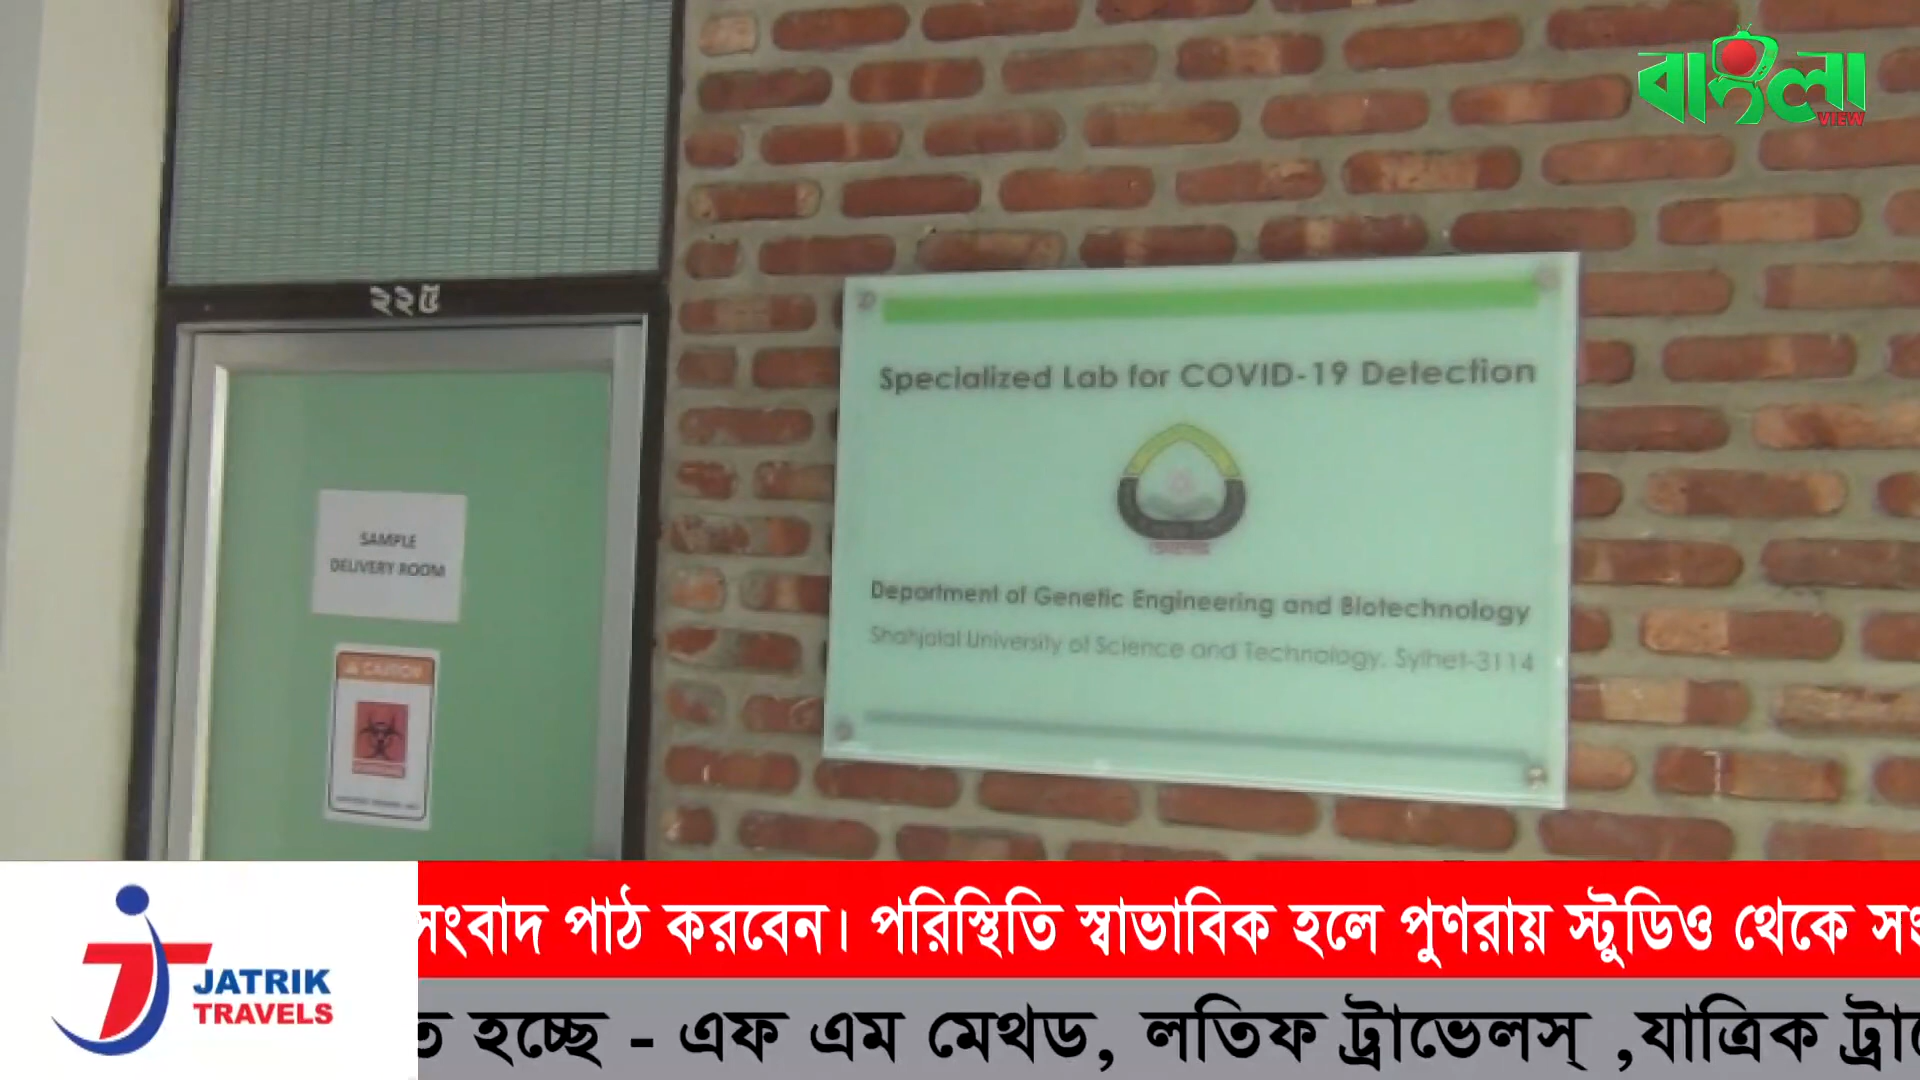 বাংলা
VIEW
২২৫
Specialized Lab for COVID-19 Detection
SAMPLE
DELIVERY ROOM
Department of Genetic Engineering and Biotechnology
Shahjalal University of Science and Technology, Sylhet-3114
CAUTION
সংবাদ পাঠ করবেন। পরিস্থিতি স্বাভাবিক হলে পুণরায় স্টুডিও থেকে
JATRIK
TRAVELS
হচ্ছে - এফ এম মেথড, লতিফ ট্রাভেলস্ ,যাত্রিক